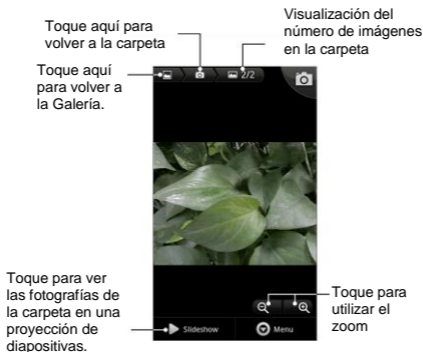 Toque aquí para
volver a la carpeta
Visualización del
número de imágenes
en la carpeta
Toque aquí
para volver a
la Galería.
2/2
Toque para ver
las fotografías de
la carpeta en una
proyección de
diapositivas.
Toque para
utilizar el
zoom
Slideshow
Menu